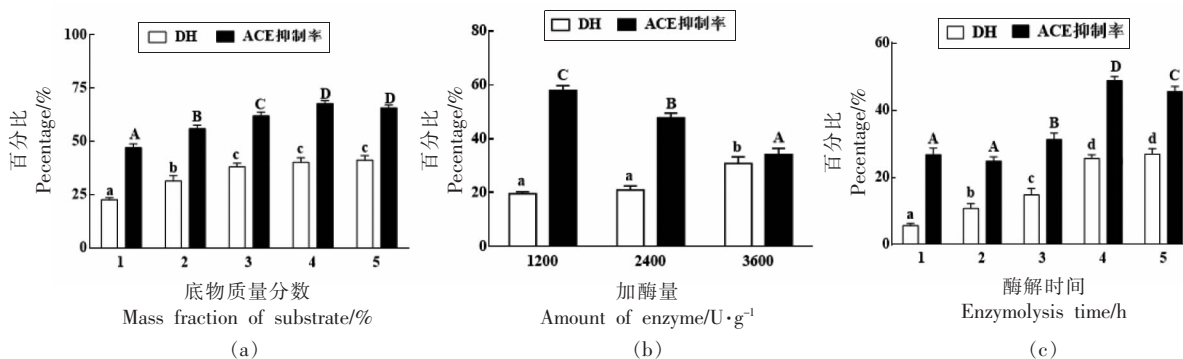 DH ACE抑制率
100
75
50
25
0
百分比
Pecentage/%
a A b B c C c D c D
1 2 3 4 5
底物质量分数
Mass fraction of substrate/%
(a)
DH ACE抑制率
80
60
40
20
0
百分比
Pecentage/%
a C a B b A
1200 2400 3600
加酶量
Amount of enzyme/U·g⁻¹
(b)
DH ACE抑制率
60
40
20
0
百分比
Pecentage/%
a A b A c B d D d C
1 2 3 4 5
酶解时间
Enzymolysis time/h
(c)